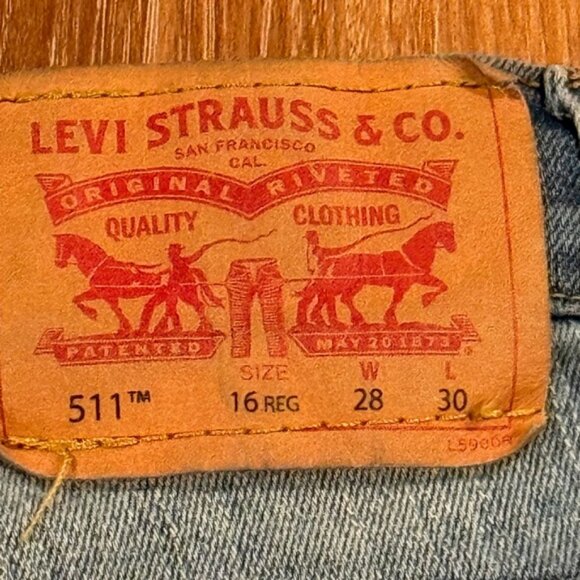 LEVI STRAUSS & CO.
SAN FRANCISCO
CAL.
ORIGINAL RIVETED
QUALITY CLOTHING
PATENTED MAY 20 1873
SIZE W L
511™ 16 REG 28 30